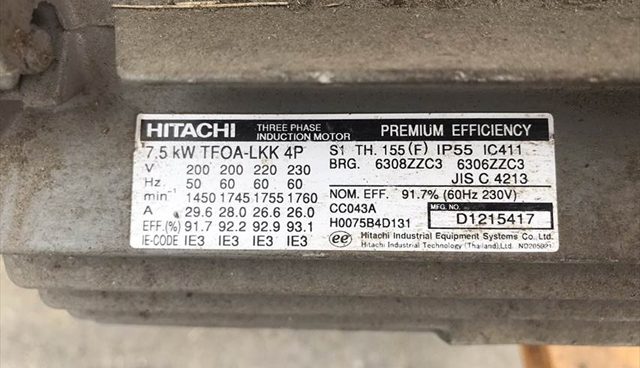 HITACHI THREE PHASE INDUCTION MOTOR PREMIUM EFFICIENCY
7.5 kW TFOA-LKK 4P S1 TH. 155 (F) IP55 IC411
V 200 200 220 230 BRG. 6308ZZC3 6306ZZC3
Hz 50 60 60 60 JIS C 4213
min⁻¹ 1450 1745 1755 1760 NOM. EFF. 91.7% (60Hz 230V)
A 29.6 28.0 26.6 26.0 CC043A MFG. NO. D1215417
EFF.(%) 91.7 92.2 92.9 93.1 H0075B4D131
IE-CODE IE3 IE3 IE3 IE3 ee Hitachi Industrial Equipment Systems Co. Ltd.
Hitachi Industrial Technology (Thailand),Ltd.